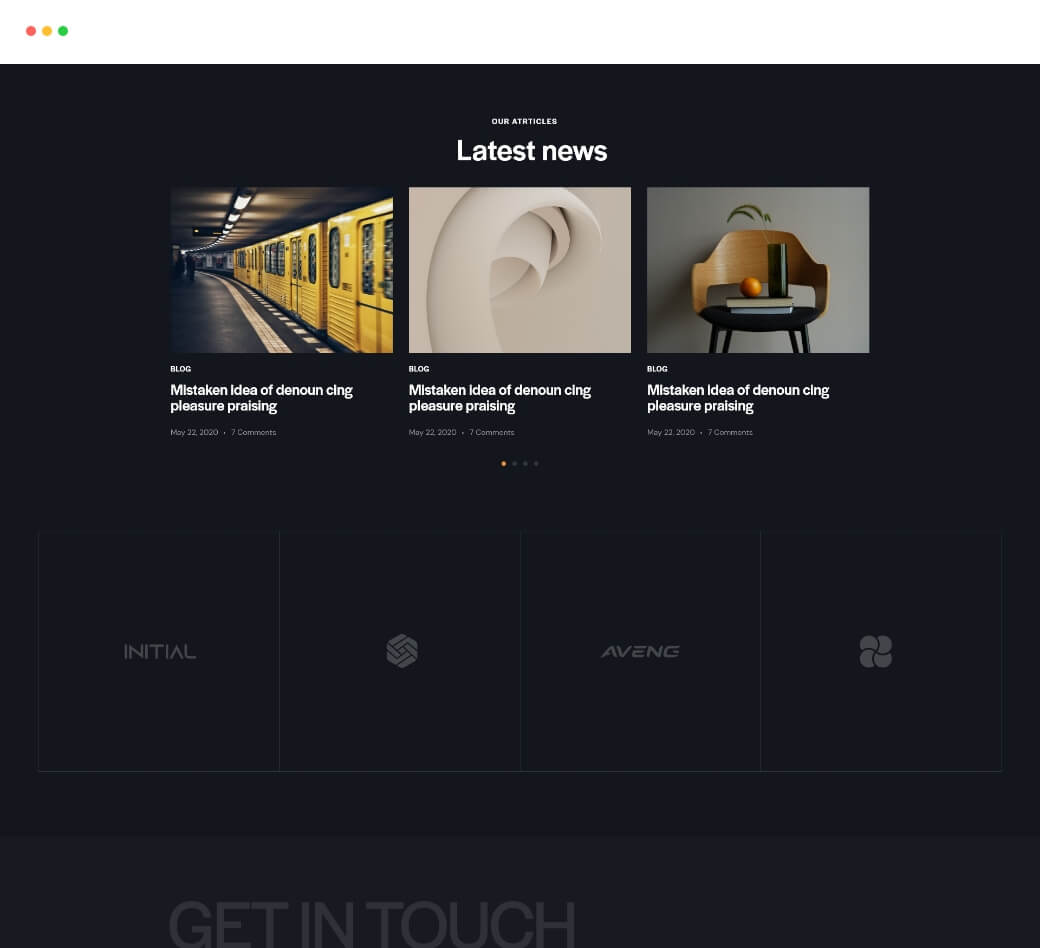 OUR ATRTICLES
Latest news
BLOG
Mistaken idea of denoun cing
pleasure praising
May 22, 2020 • 7 Comments
BLOG
Mistaken idea of denoun cing
pleasure praising
May 22, 2020 • 7 Comments
BLOG
Mistaken idea of denoun cing
pleasure praising
May 22, 2020 • 7 Comments
INITIAL
AVENG
GET IN TOUCH